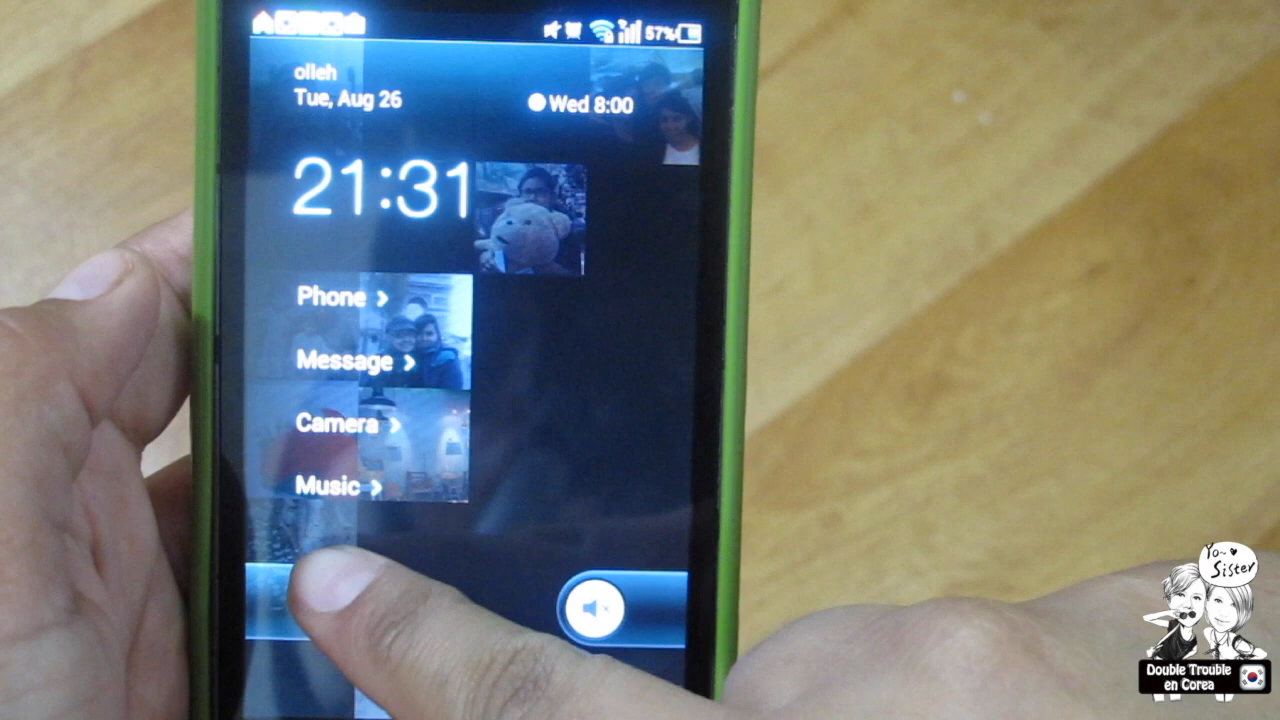 57%
olleh
Tue, Aug 26
Wed 8:00
21:31
Phone
Message
Camera
Music
Yo~
Sister
Double Trouble
en Corea